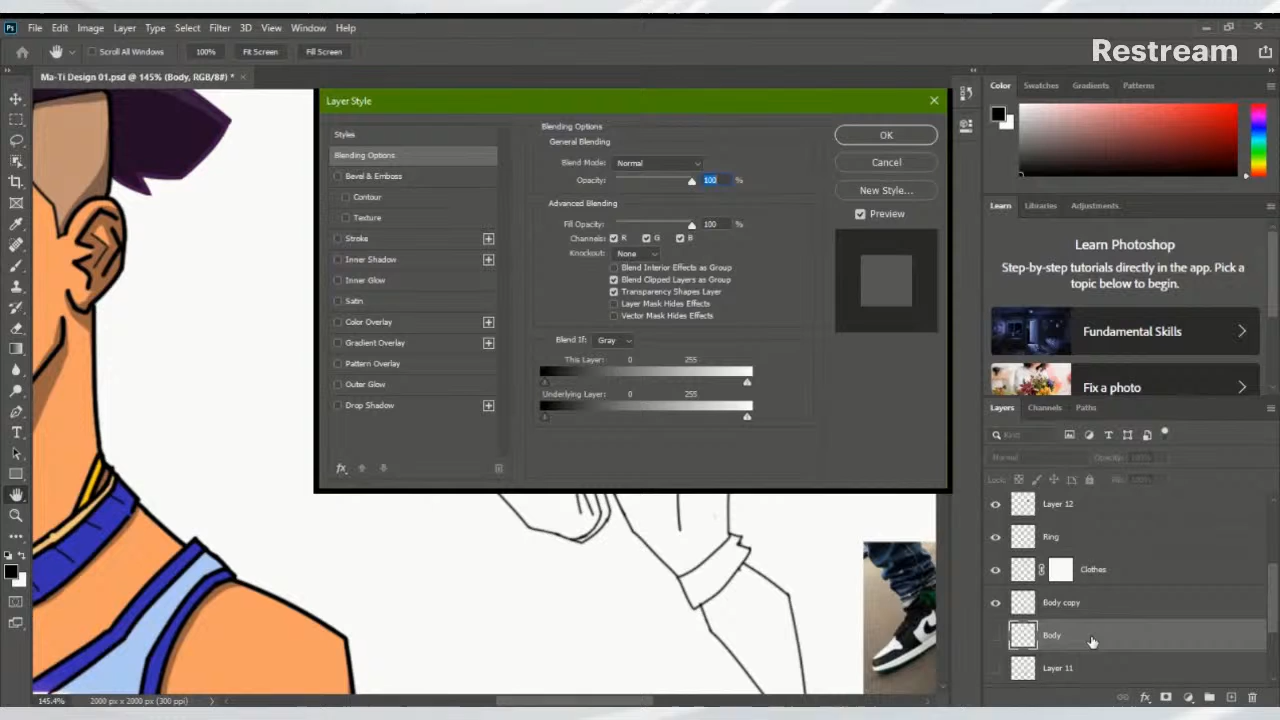 Ps File Edit Image Layer Type Select Filter 3D View Window Help
Scroll All Windows 100% Fit Screen Fill Screen
Restream
Ma-Ti Design 01.psd @ 145% (Body, RGB/8#) *
Layer Style
Styles
Blending Options
Bevel & Emboss
Contour
Texture
Stroke
Inner Shadow
Inner Glow
Satin
Color Overlay
Gradient Overlay
Pattern Overlay
Outer Glow
Drop Shadow
fx
Blending Options
General Blending
Blend Mode: Normal
Opacity: 100 %
Advanced Blending
Fill Opacity: 100 %
Channels: R G B
Knockout: None
Blend Interior Effects as Group
Blend Clipped Layers as Group
Transparency Shapes Layer
Layer Mask Hides Effects
Vector Mask Hides Effects
Blend If: Gray
This Layer: 0 255
Underlying Layer: 0 255
OK
Cancel
New Style...
Preview
Color Swatches Gradients Patterns
Learn Libraries Adjustments
Learn Photoshop
Step-by-step tutorials directly in the app. Pick a
topic below to begin.
Fundamental Skills
Fix a photo
Layers Channels Paths
Kind
Normal Opacity: 100%
Lock: Fill: 100%
Layer 12
Ring
Clothes
Body copy
Body
Layer 11
fx
145.4% 2000 px x 2000 px (300 ppi)